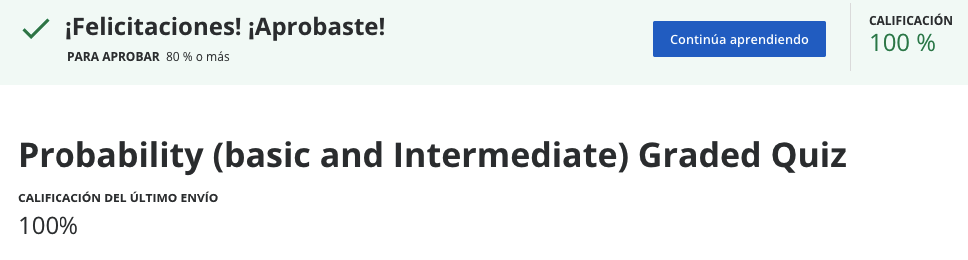 ¡Felicitaciones! ¡Aprobaste!
PARA APROBAR 80 % o más
Continúa aprendiendo
CALIFICACIÓN
100 %
Probability (basic and Intermediate) Graded Quiz
CALIFICACIÓN DEL ÚLTIMO ENVÍO
100%